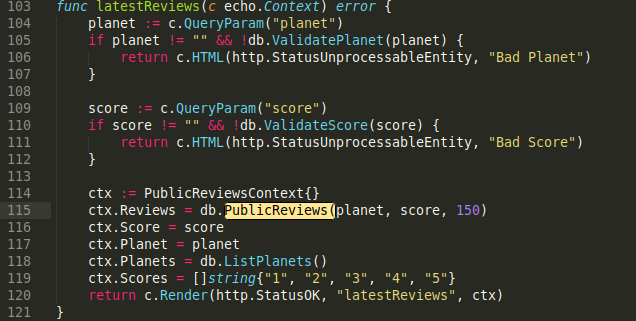 103 func latestReviews(c echo.Context) error {
104     planet := c.QueryParam("planet")
105     if planet != "" && !db.ValidatePlanet(planet) {
106         return c.HTML(http.StatusUnprocessableEntity, "Bad Planet")
107     }
108
109     score := c.QueryParam("score")
110     if score != "" && !db.ValidateScore(score) {
111         return c.HTML(http.StatusUnprocessableEntity, "Bad Score")
112     }
113
114     ctx := PublicReviewsContext{}
115     ctx.Reviews = db.PublicReviews(planet, score, 150)
116     ctx.Score = score
117     ctx.Planet = planet
118     ctx.Planets = db.ListPlanets()
119     ctx.Scores = []string{"1", "2", "3", "4", "5"}
120     return c.Render(http.StatusOK, "latestReviews", ctx)
121 }